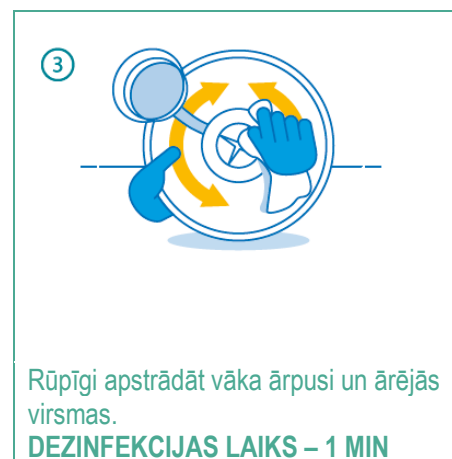 3
Rūpīgi apstrādāt vāka ārpusi un ārējās
virsmas.
DEZINFEKCIJAS LAIKS – 1 MIN